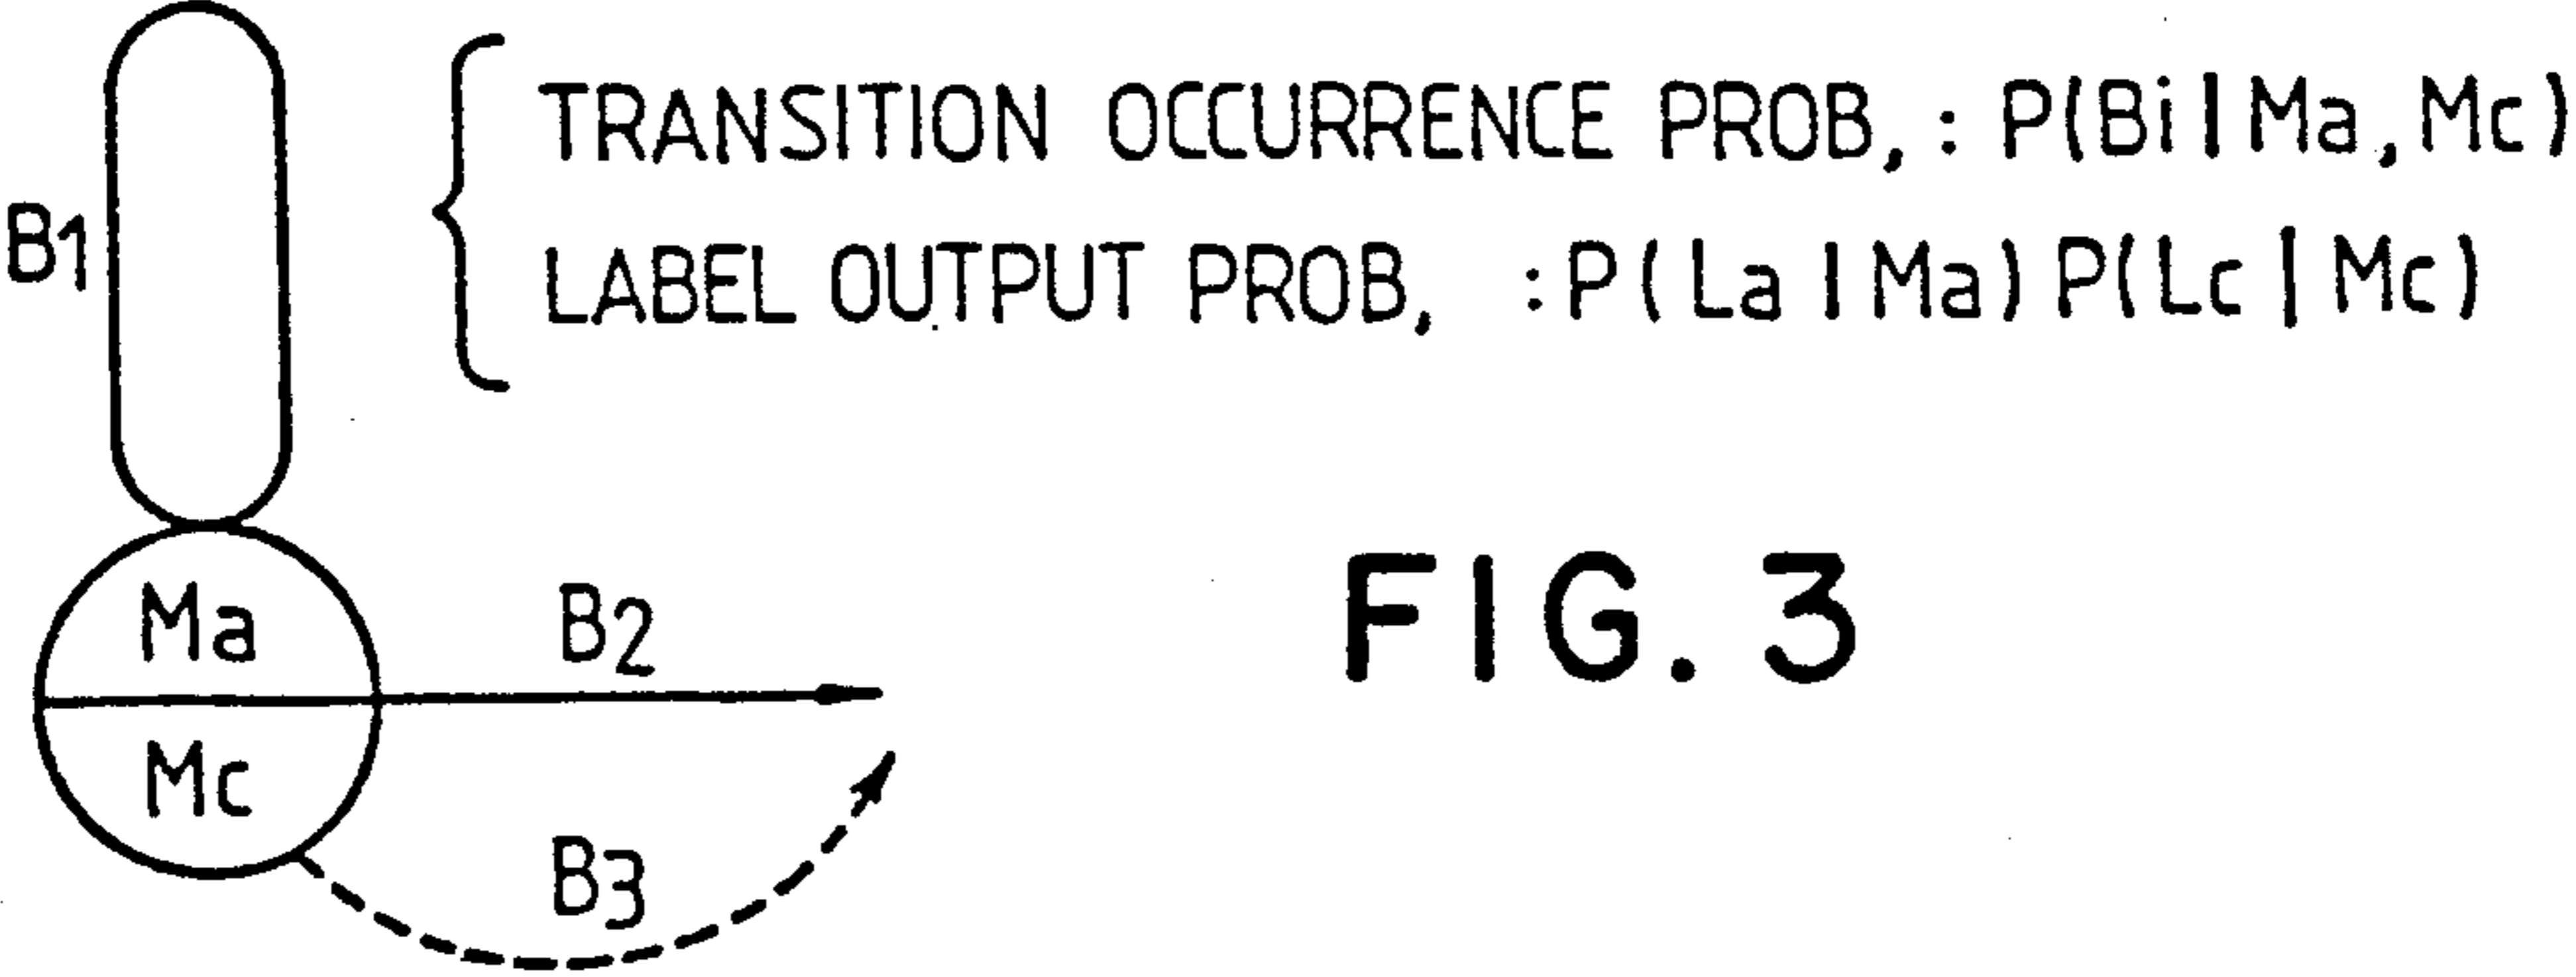 TRANSITION OCCURRENCE PROB, : P(Bi | Ma, Mc)
LABEL OUTPUT PROB, : P(La | Ma) P(Lc | Mc)
B1
Ma
B2
Mc
B3
FIG. 3